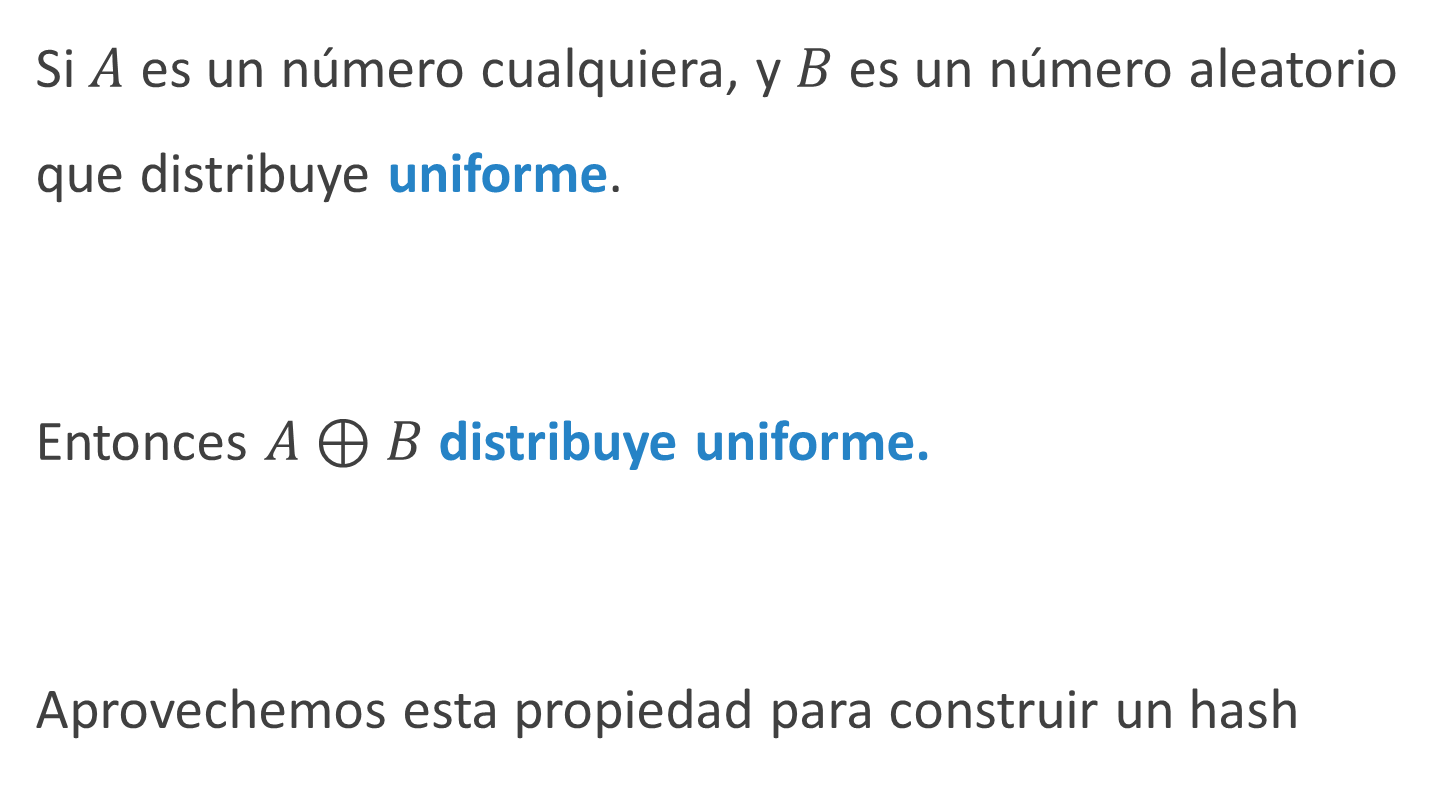 Si A es un número cualquiera, y B es un número aleatorio
que distribuye uniforme.
Entonces A ⊕ B distribuye uniforme.
Aprovechemos esta propiedad para construir un hash